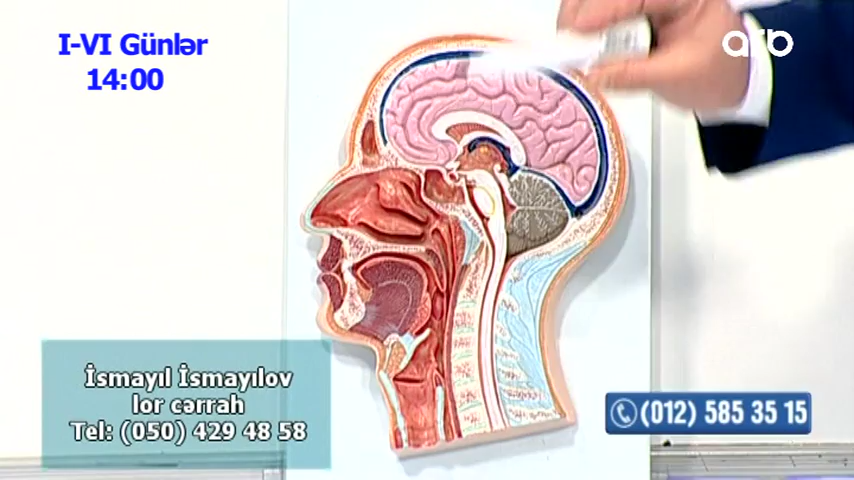 I-VI Günlər
14:00
arb
İsmayıl İsmayılov
lor cərrah
Tel: (050) 429 48 58
(012) 585 35 15